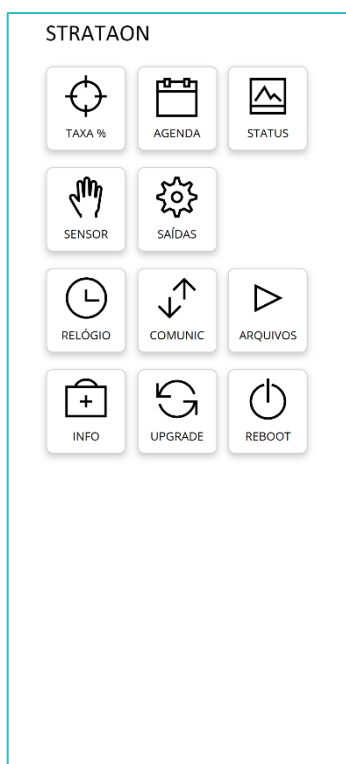 STRATAON
TAXA % AGENDA STATUS
SENSOR SAÍDAS
RELÓGIO COMUNIC ARQUIVOS
INFO UPGRADE REBOOT